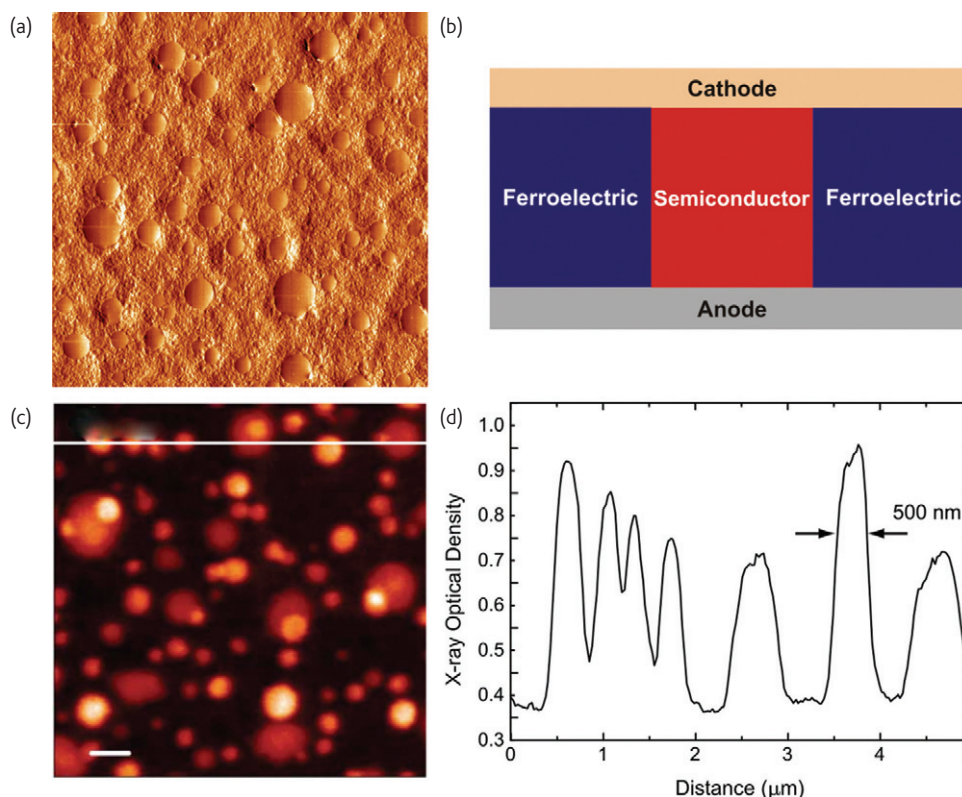 (a)
(b)
Cathode
Ferroelectric Semiconductor Ferroelectric
Anode
(c)
(d)
1.0
0.9
0.8
0.7
0.6
0.5
0.4
0.3
500 nm
X-ray Optical Density
0 1 2 3 4
Distance (μm)